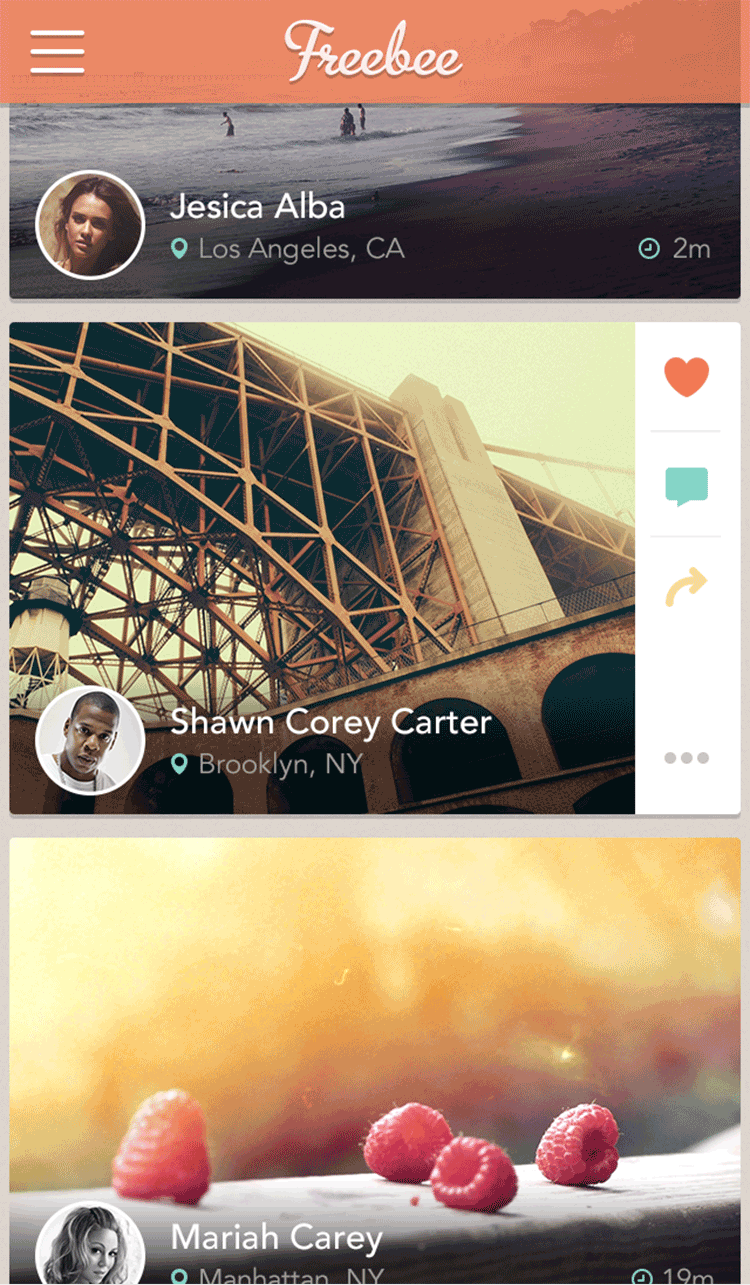 Freebee
Jesica Alba
Los Angeles, CA
2m
Shawn Corey Carter
Brooklyn, NY
Mariah Carey
Manhattan, NY
19m